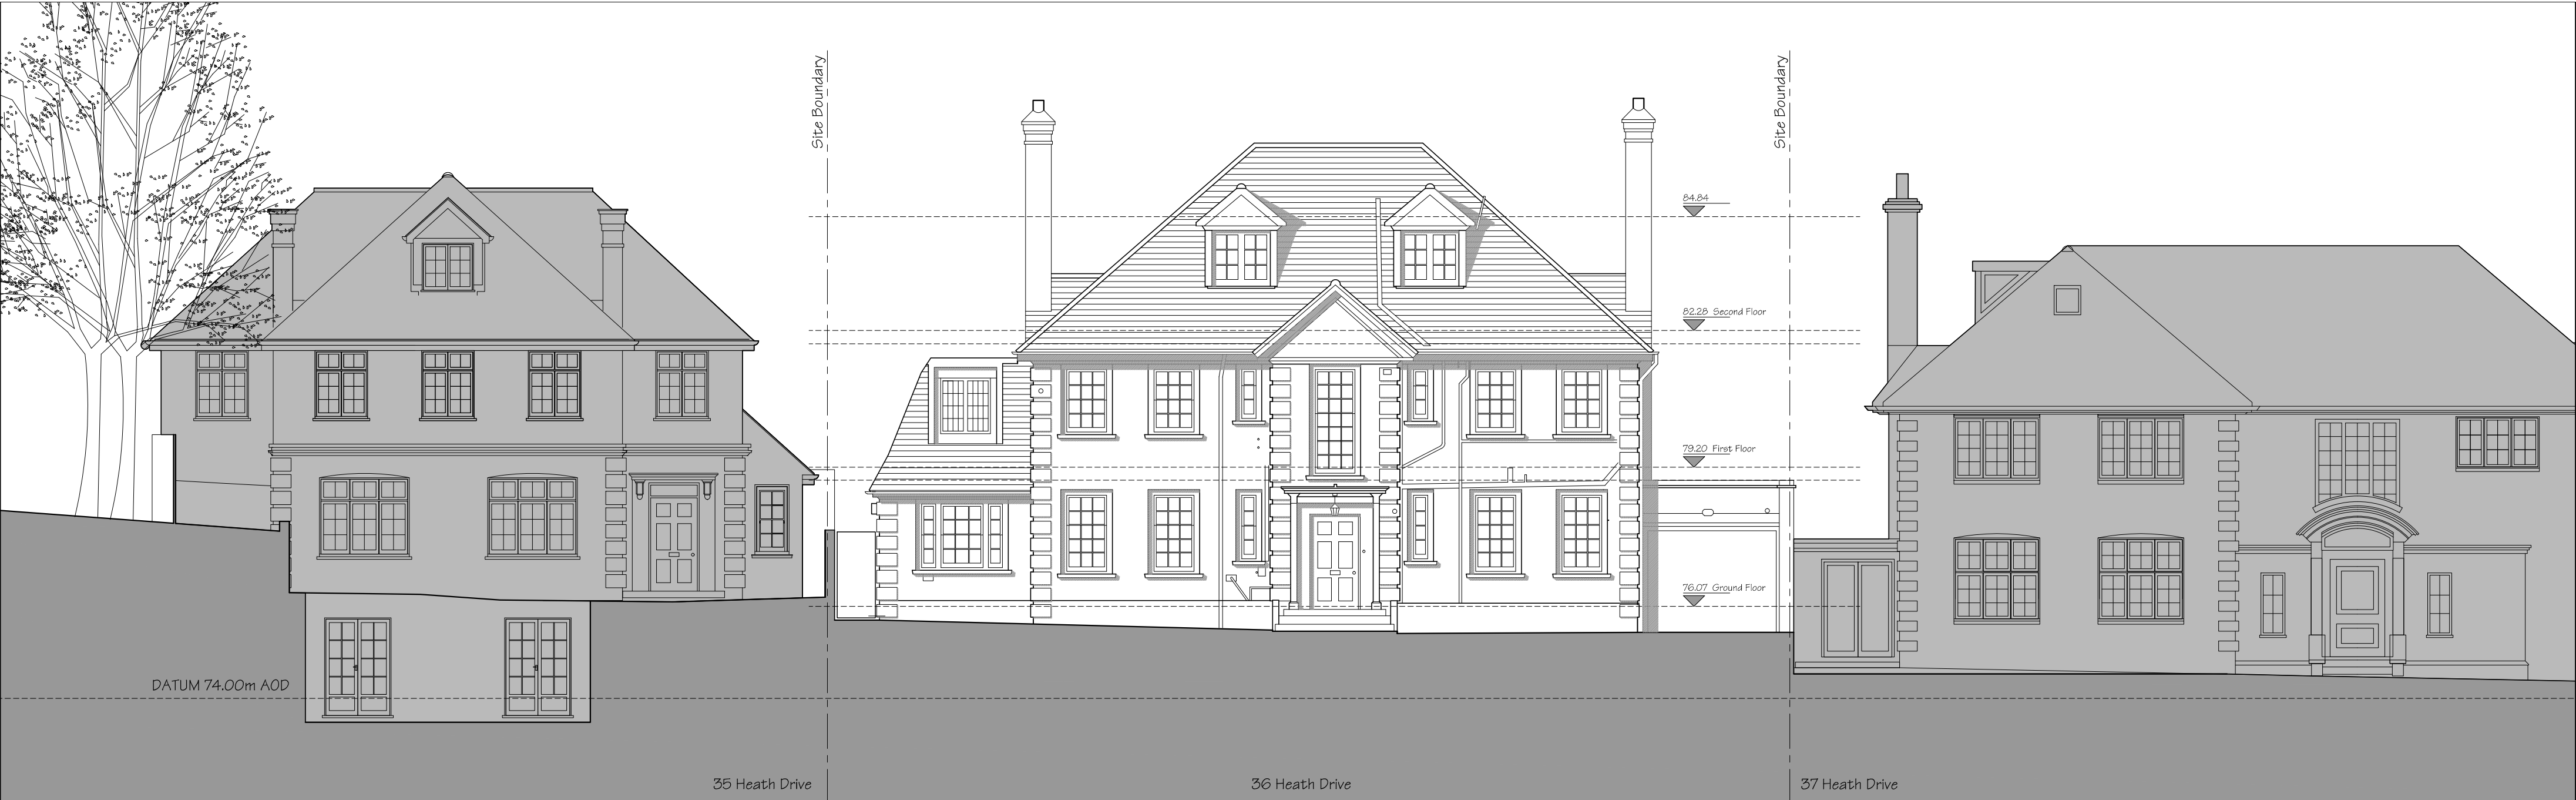 Site Boundary
Site Boundary
84.84
82.28 Second Floor
79.20 First Floor
76.07 Ground Floor
DATUM 74.00m AOD
35 Heath Drive
36 Heath Drive
37 Heath Drive